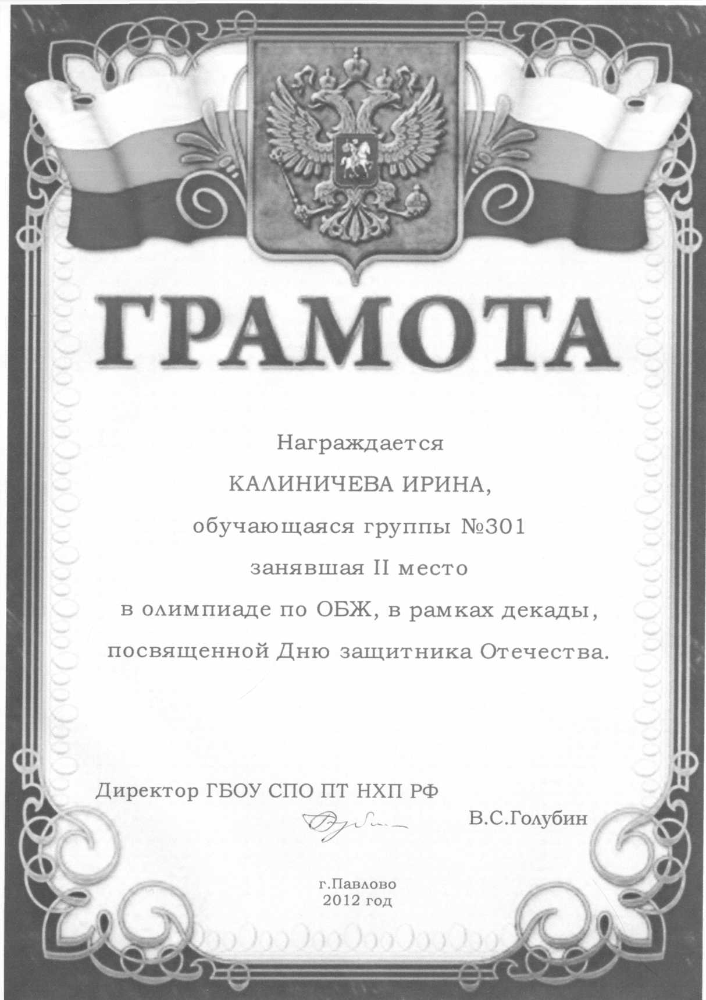 ГРАМОТА
Награждается
КАЛИНИЧЕВА ИРИНА,
обучающаяся группы №301
занявшая II место
в олимпиаде по ОБЖ, в рамках декады,
посвященной Дню защитника Отечества.
Директор ГБОУ СПО ПТ НХП РФ
В.С.Голубин
г.Павлово
2012 год